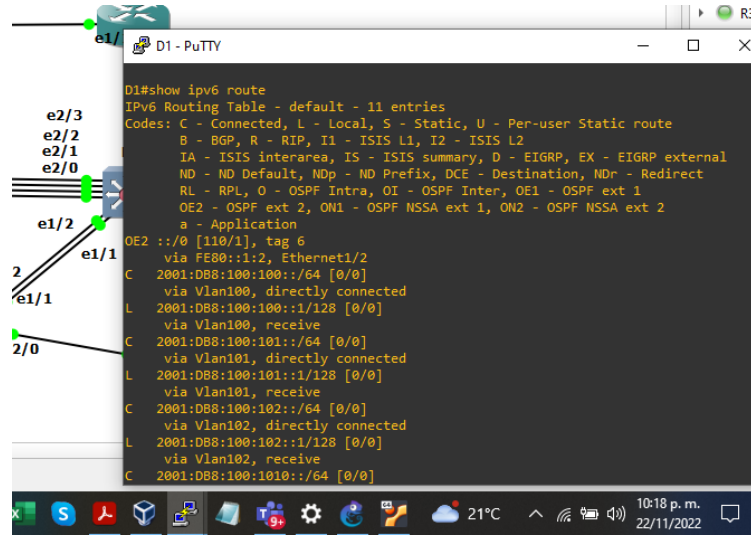 R3
e1/
D1 - PuTTY
D1#show ipv6 route
IPv6 Routing Table - default - 11 entries
Codes: C - Connected, L - Local, S - Static, U - Per-user Static route
B - BGP, R - RIP, I1 - ISIS L1, I2 - ISIS L2
IA - ISIS interarea, IS - ISIS summary, D - EIGRP, EX - EIGRP external
ND - ND Default, NDp - ND Prefix, DCE - Destination, NDr - Redirect
RL - RPL, O - OSPF Intra, OI - OSPF Inter, OE1 - OSPF ext 1
OE2 - OSPF ext 2, ON1 - OSPF NSSA ext 1, ON2 - OSPF NSSA ext 2
a - Application
OE2 ::/0 [110/1], tag 6
via FE80::1:2, Ethernet1/2
C 2001:DB8:100:100::/64 [0/0]
via Vlan100, directly connected
L 2001:DB8:100:100::1/128 [0/0]
via Vlan100, receive
C 2001:DB8:100:101::/64 [0/0]
via Vlan101, directly connected
L 2001:DB8:100:101::1/128 [0/0]
via Vlan101, receive
C 2001:DB8:100:102::/64 [0/0]
via Vlan102, directly connected
L 2001:DB8:100:102::1/128 [0/0]
via Vlan102, receive
C 2001:DB8:100:1010::/64 [0/0]
e2/3
e2/2
e2/1
e2/0
e1/2
e1/1
2
e1/1
2/0
21°C
10:18 p. m.
22/11/2022